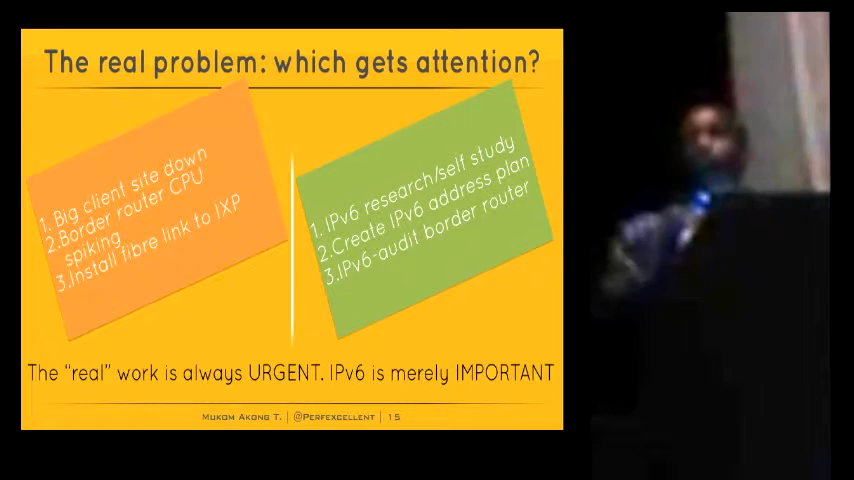 The real problem: which gets attention?
1. Big client site down
2.Border router CPU
spiking
3.Install fibre link to IXP
1. IPv6 research/self study
2.Create IPv6 address plan
3.IPv6-audit border router
The “real” work is always URGENT. IPv6 is merely IMPORTANT
Mukom Akong T. | @Perfexcellent | 15